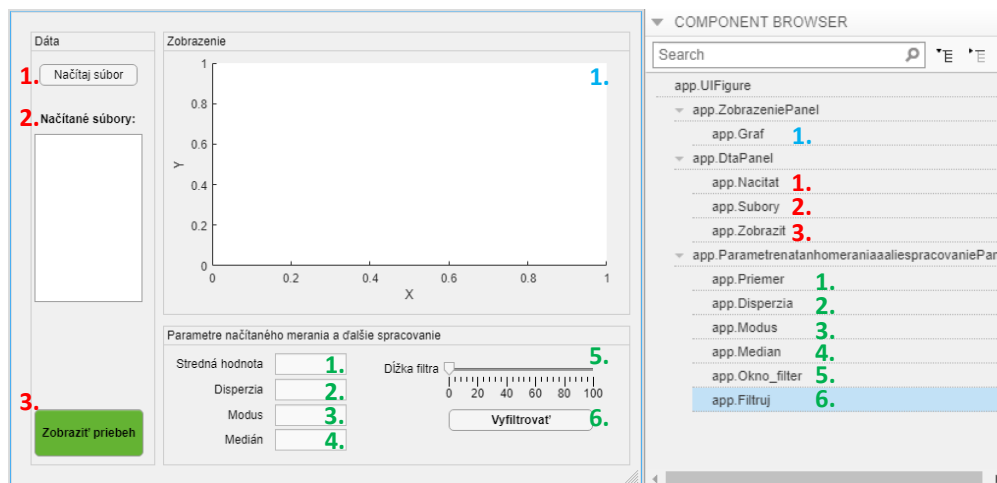 Dáta
1. Načítaj súbor
2. Načítané súbory:
3.
Zobraziť priebeh
Zobrazenie
1.
1
0.8
0.6
0.4
0.2
0
Y
0 0.2 0.4 0.6 0.8 1
X
Parametre načítaného merania a ďalšie spracovanie
Stredná hodnota 1.
Disperzia 2.
Modus 3.
Medián 4.
Dĺžka filtra 5.
0 20 40 60 80 100
Vyfiltrovať 6.
COMPONENT BROWSER
Search
app.UIFigure
app.ZobrazeniePanel
app.Graf 1.
app.DtaPanel
app.Nacitat 1.
app.Subory 2.
app.Zobrazit 3.
app.ParametrenatanhomeraniaaaliespracovaniePar
app.Priemer 1.
app.Disperzia 2.
app.Modus 3.
app.Median 4.
app.Okno_filter 5.
app.Filtruj 6.